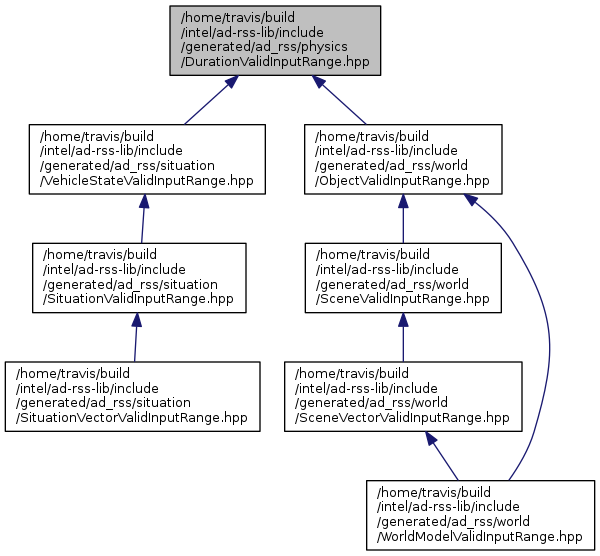 /home/travis/build
/intel/ad-rss-lib/include
/generated/ad_rss/physics
/DurationValidInputRange.hpp
/home/travis/build
/intel/ad-rss-lib/include
/generated/ad_rss/situation
/VehicleStateValidInputRange.hpp
/home/travis/build
/intel/ad-rss-lib/include
/generated/ad_rss/world
/ObjectValidInputRange.hpp
/home/travis/build
/intel/ad-rss-lib/include
/generated/ad_rss/situation
/SituationValidInputRange.hpp
/home/travis/build
/intel/ad-rss-lib/include
/generated/ad_rss/world
/SceneValidInputRange.hpp
/home/travis/build
/intel/ad-rss-lib/include
/generated/ad_rss/situation
/SituationVectorValidInputRange.hpp
/home/travis/build
/intel/ad-rss-lib/include
/generated/ad_rss/world
/SceneVectorValidInputRange.hpp
/home/travis/build
/intel/ad-rss-lib/include
/generated/ad_rss/world
/WorldModelValidInputRange.hpp